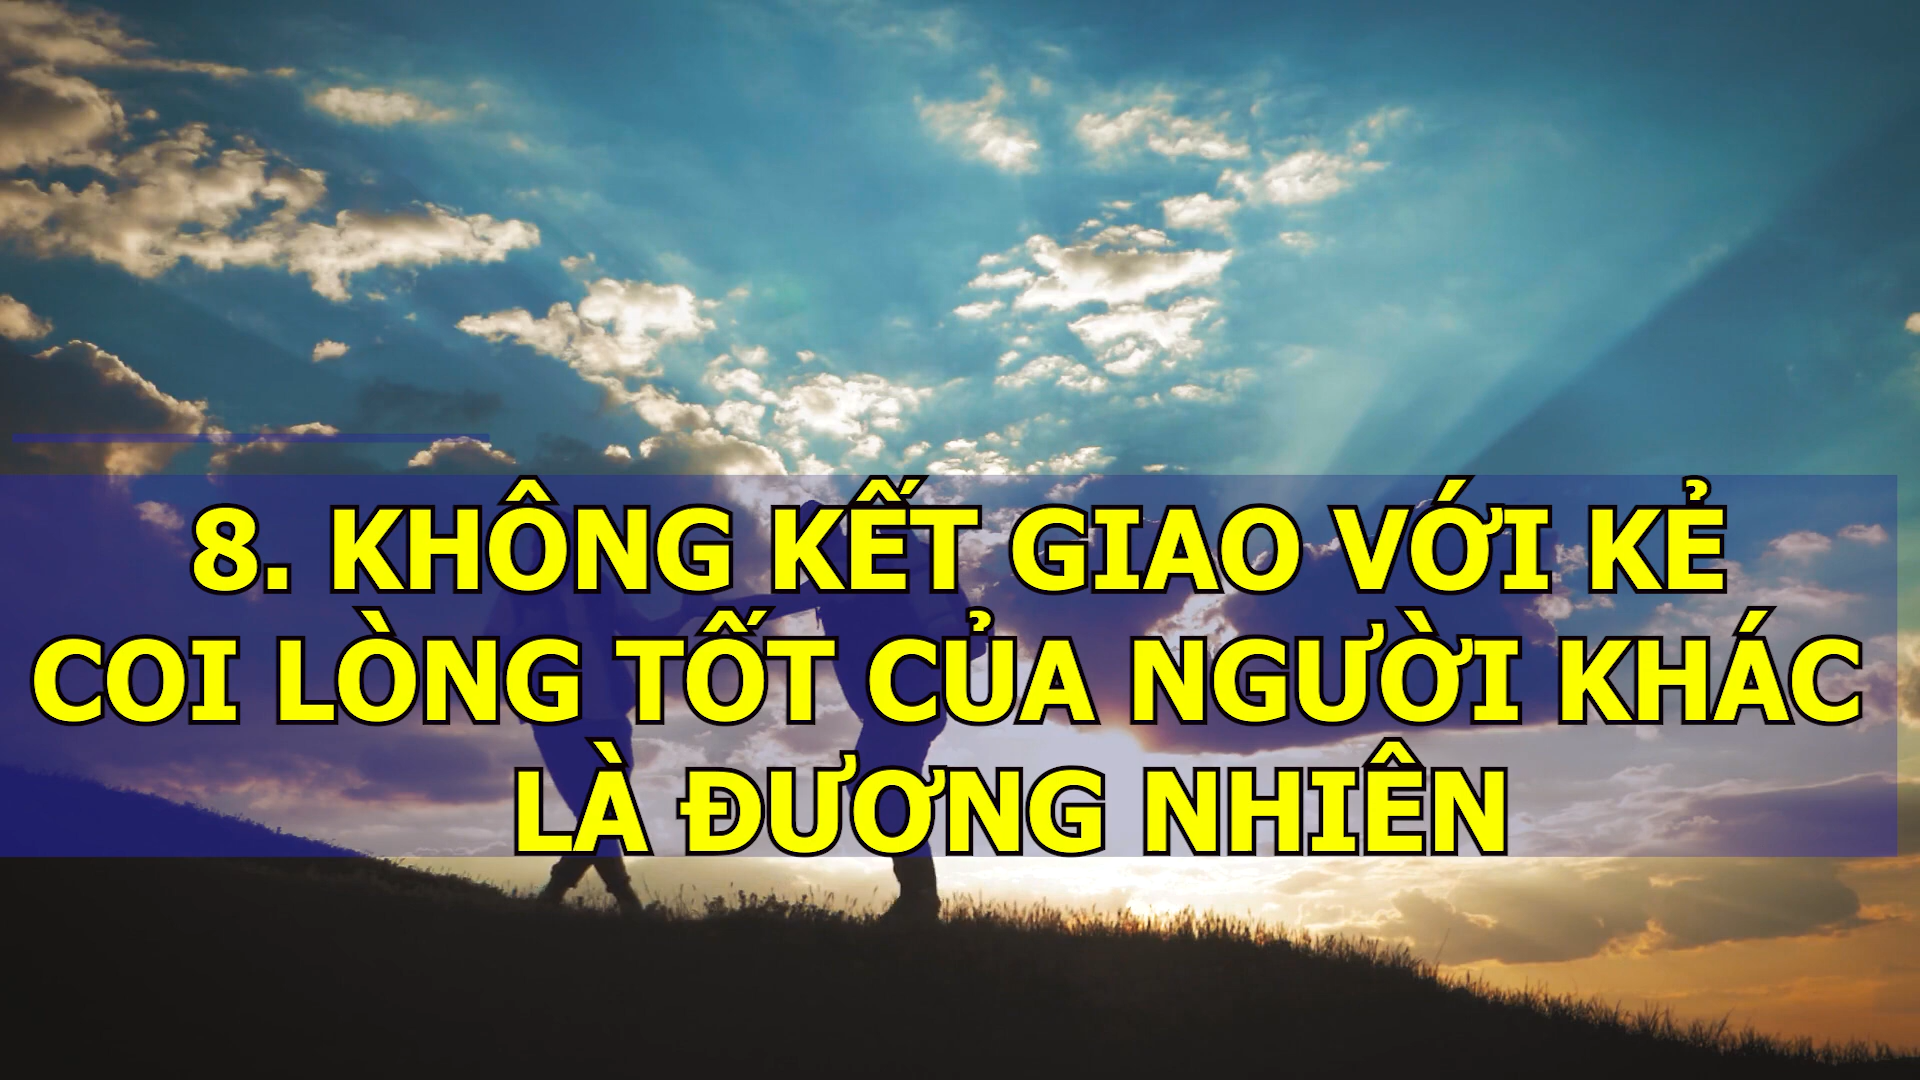 8. KHÔNG KẾT GIAO VỚI KẺ
COI LÒNG TỐT CỦA NGƯỜI KHÁC
LÀ ĐƯƠNG NHIÊN